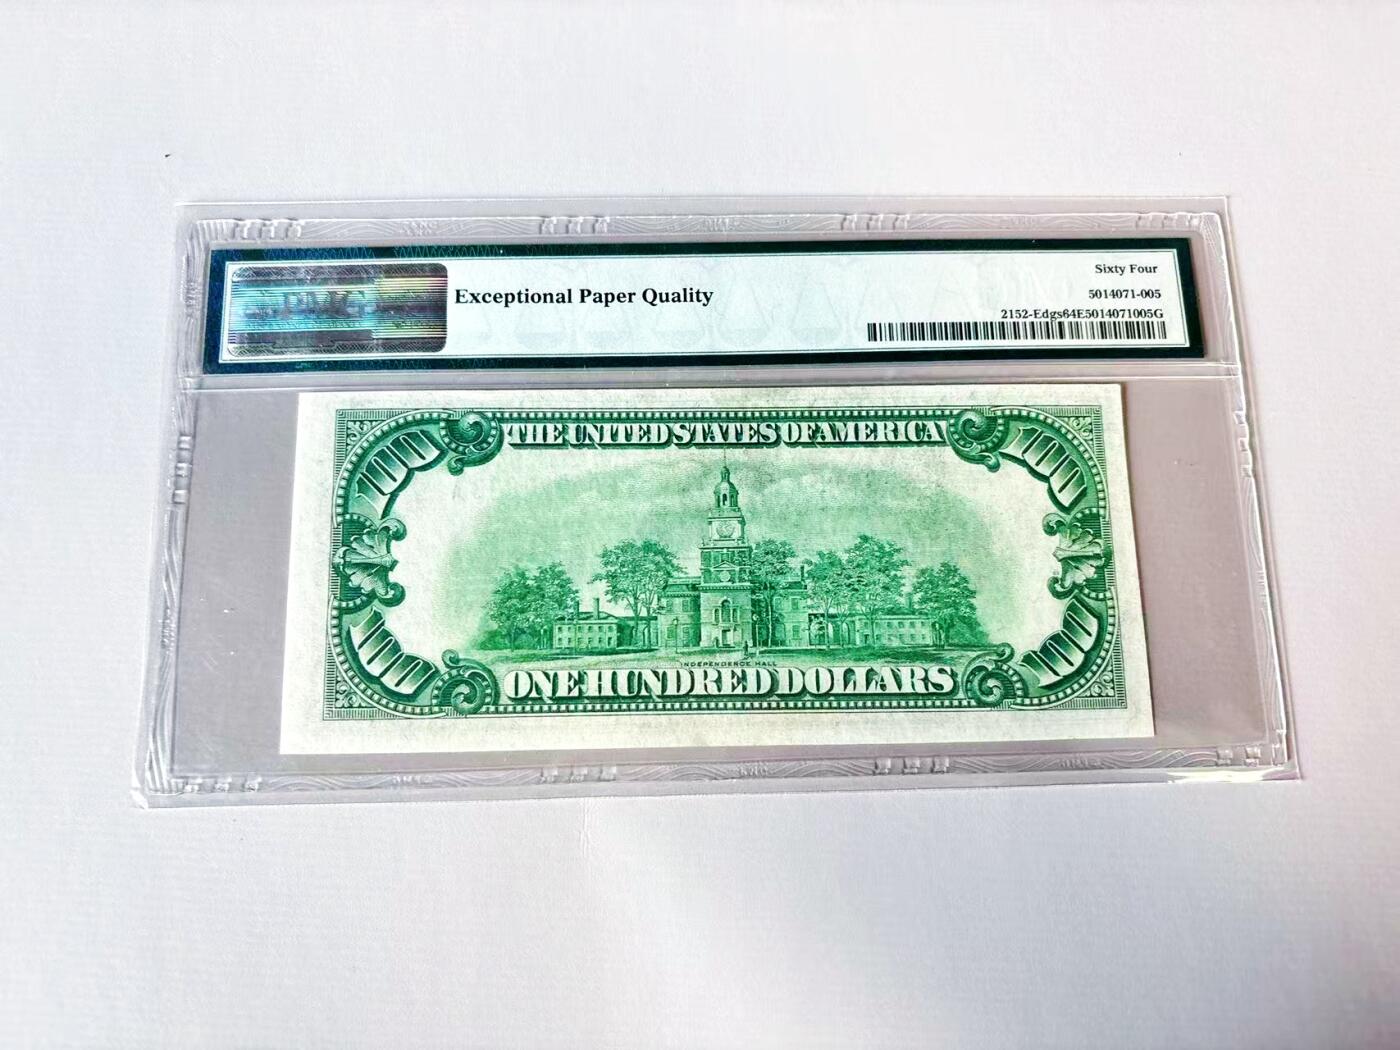 PMG
Exceptional Paper Quality
Sixty Four
5014071-005
2152-Edgs64E5014071005G
THE UNITED STATES OF AMERICA
100
100
INDEPENDENCE HALL
100
100
ONE HUNDRED DOLLARS